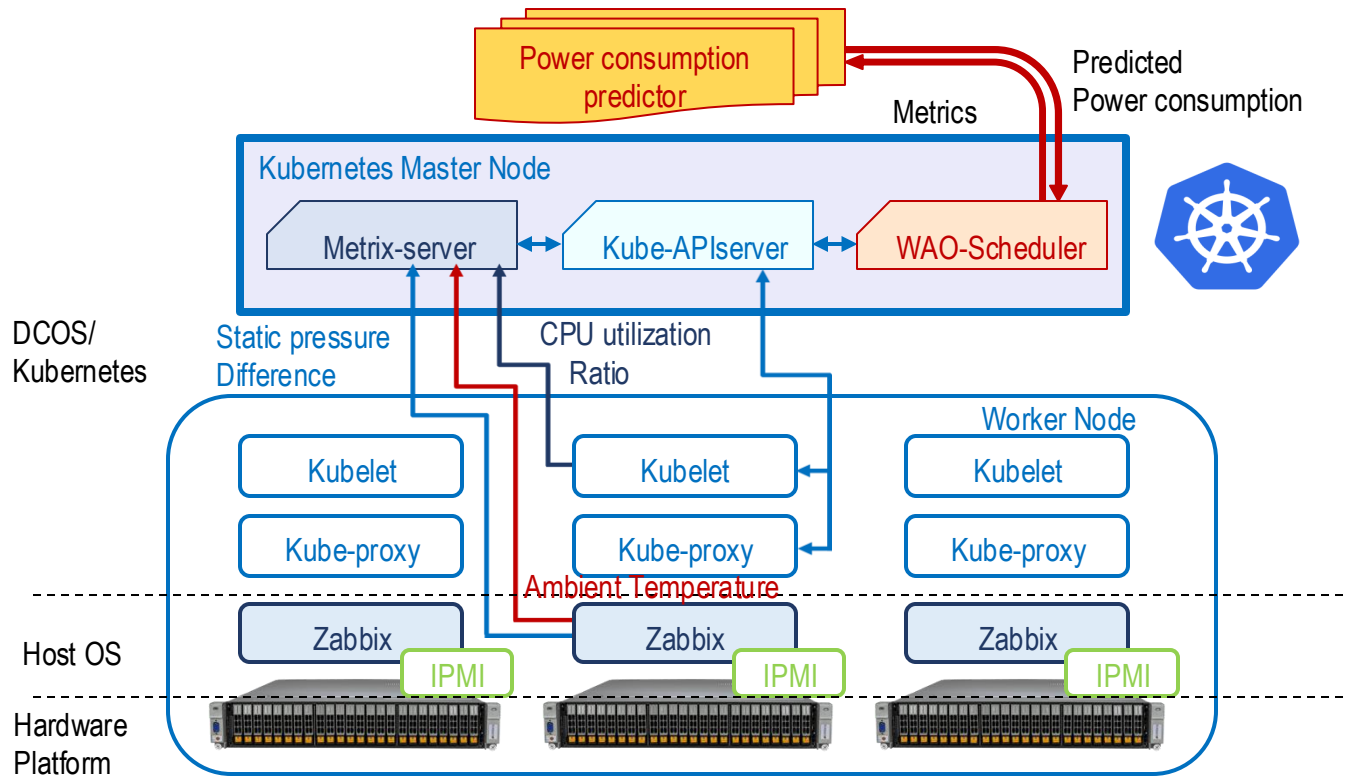 Power consumption
predictor
Predicted
Power consumption
Metrics
Kubernetes Master Node
Metrix-server
Kube-APIserver
WAO-Scheduler
DCOS/
Kubernetes
Static pressure
Difference
CPU utilization
Ratio
Worker Node
Kubelet
Kubelet
Kubelet
Kube-proxy
Kube-proxy
Kube-proxy
Ambient Temperature
Host OS
Zabbix
Zabbix
Zabbix
IPMI
IPMI
IPMI
Hardware
Platform